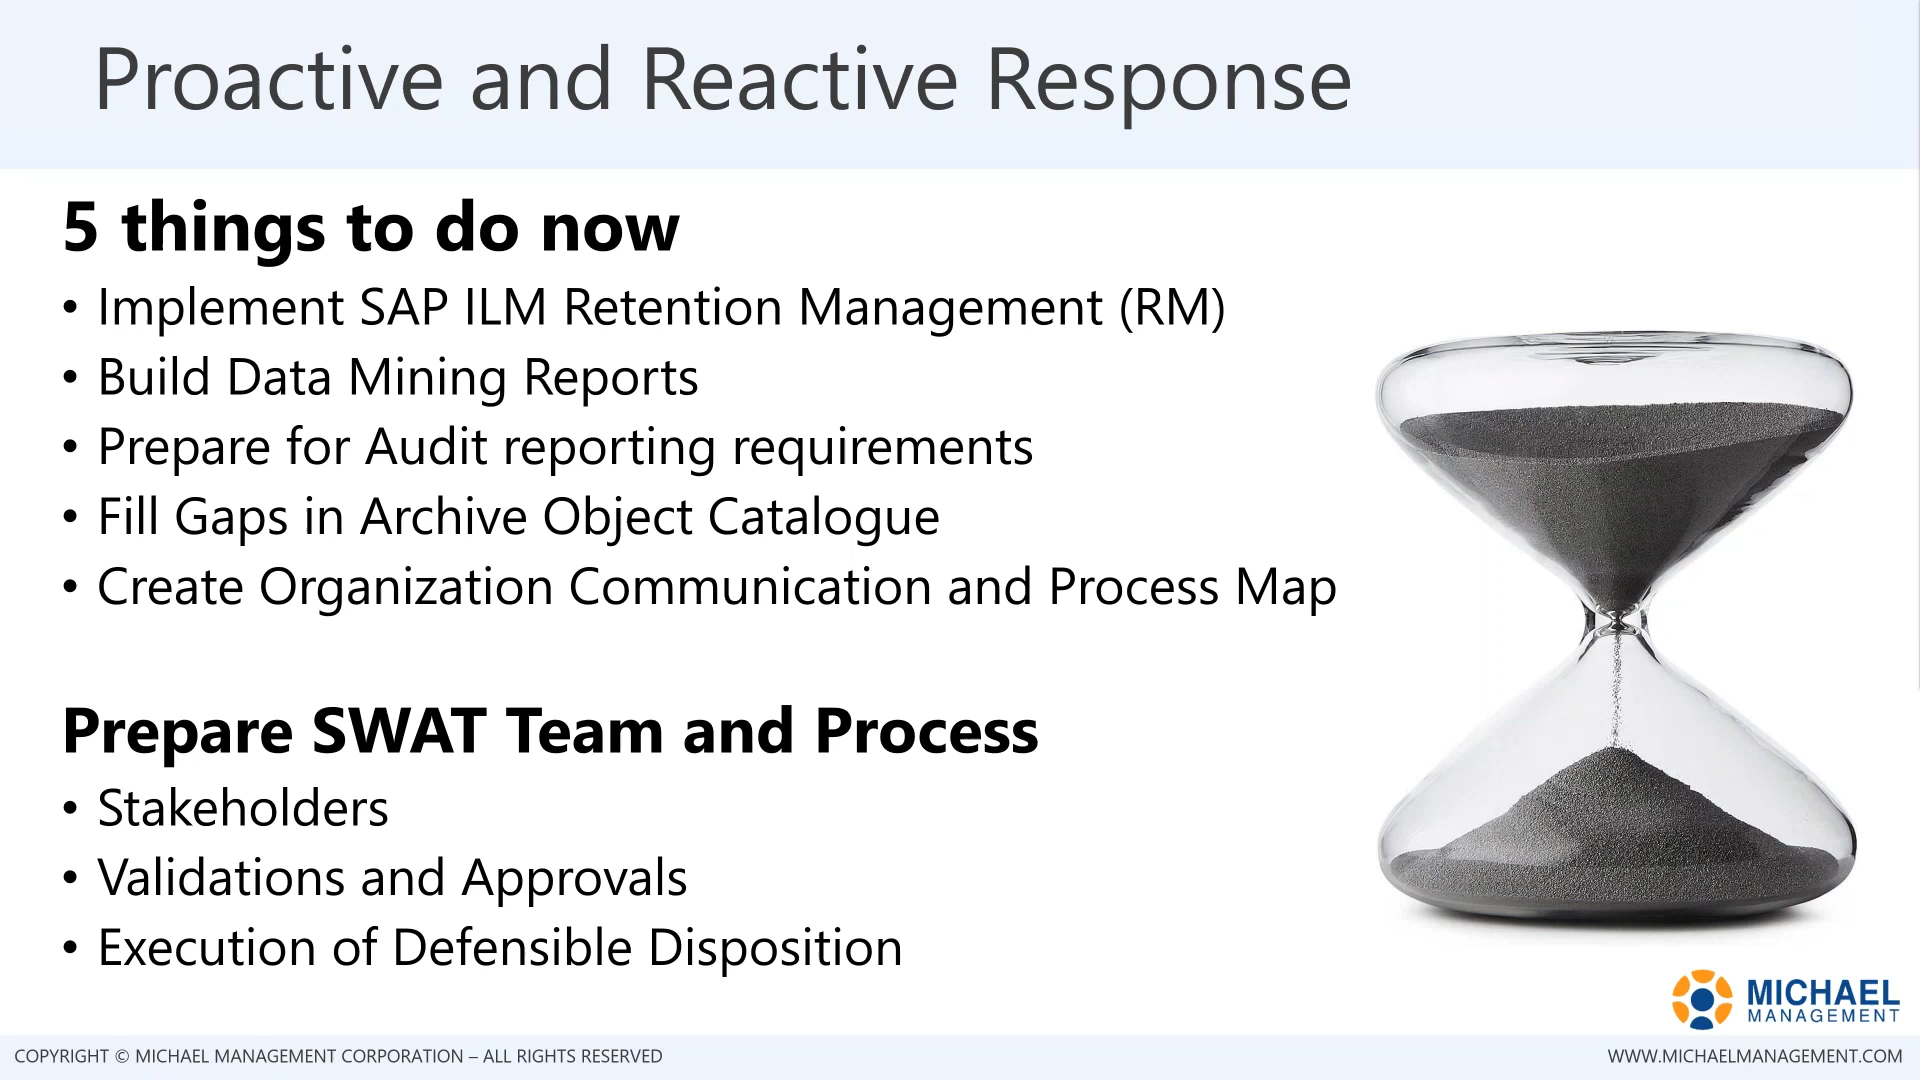 Proactive and Reactive Response
5 things to do now
• Implement SAP ILM Retention Management (RM)
• Build Data Mining Reports
• Prepare for Audit reporting requirements
• Fill Gaps in Archive Object Catalogue
• Create Organization Communication and Process Map
Prepare SWAT Team and Process
• Stakeholders
• Validations and Approvals
• Execution of Defensible Disposition
MICHAEL
MANAGEMENT
COPYRIGHT © MICHAEL MANAGEMENT CORPORATION – ALL RIGHTS RESERVED
WWW.MICHAELMANAGEMENT.COM